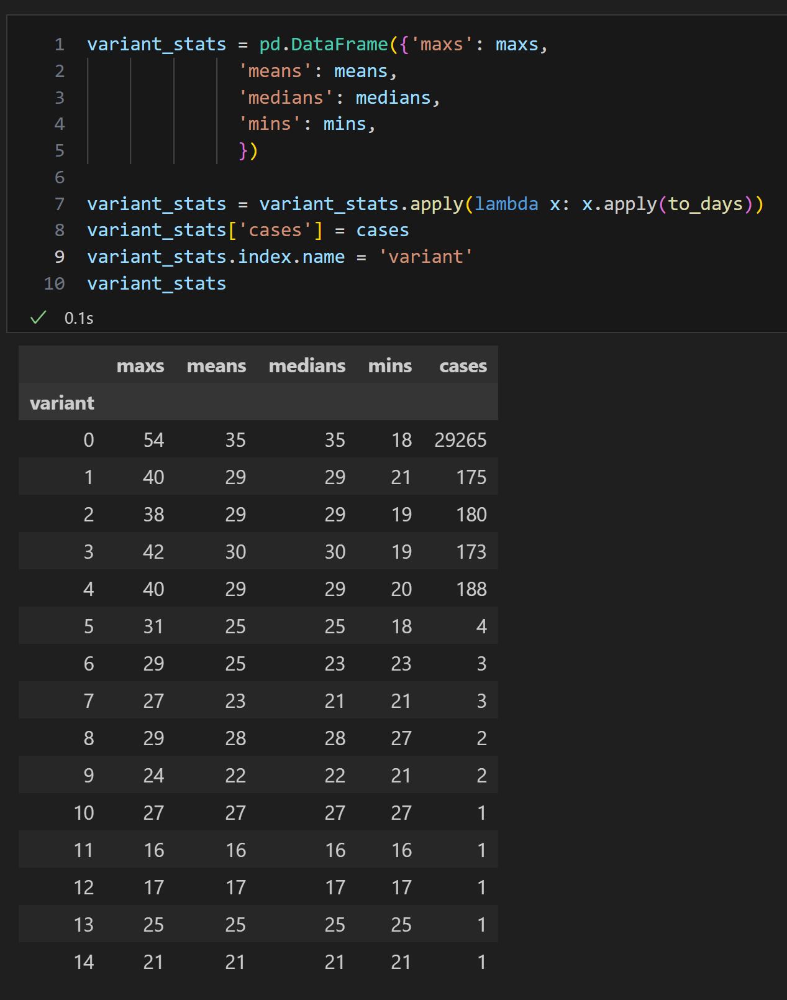 1 variant_stats = pd.DataFrame({'maxs': maxs,
2 'means': means,
3 'medians': medians,
4 'mins': mins,
5 })
6
7 variant_stats = variant_stats.apply(lambda x: x.apply(to_days))
8 variant_stats['cases'] = cases
9 variant_stats.index.name = 'variant'
10 variant_stats
0.1s
maxs means medians mins cases
variant
0 54 35 35 18 29265
1 40 29 29 21 175
2 38 29 29 19 180
3 42 30 30 19 173
4 40 29 29 20 188
5 31 25 25 18 4
6 29 25 23 23 3
7 27 23 21 21 3
8 29 28 28 27 2
9 24 22 22 21 2
10 27 27 27 27 1
11 16 16 16 16 1
12 17 17 17 17 1
13 25 25 25 25 1
14 21 21 21 21 1